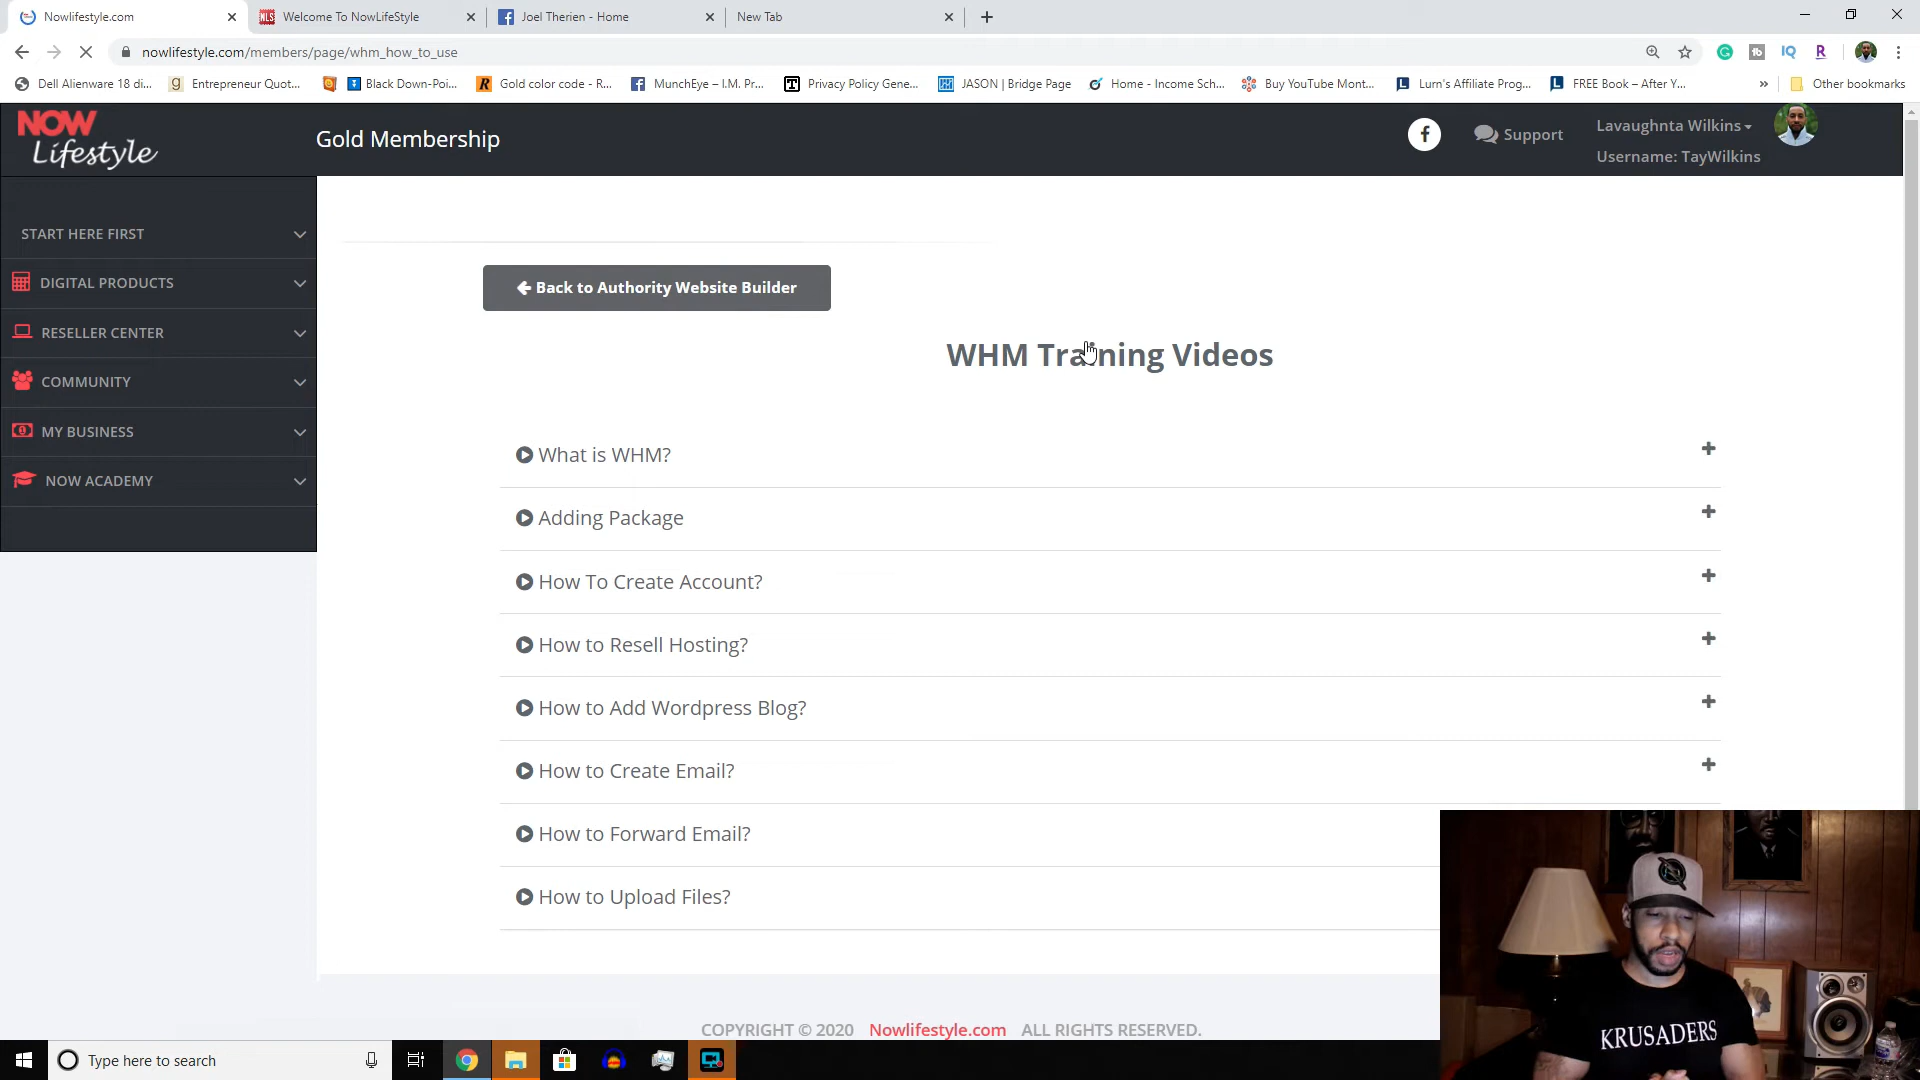 Nowlifestyle.com
Welcome To NowLifeStyle
Joel Therien - Home
New Tab
nowlifestyle.com/members/page/whm_how_to_use
Dell Alienware 18 di...
Entrepreneur Quot...
Black Down-Poi...
Gold color code - R...
MunchEye – I.M. Pr...
Privacy Policy Gene...
JASON | Bridge Page
Home - Income Sch...
Buy YouTube Mont...
Lurn's Affiliate Prog...
FREE Book – After Y...
»
Other bookmarks
NOW
Lifestyle
Gold Membership
Support
Lavaughnta Wilkins
Username: TayWilkins
START HERE FIRST
DIGITAL PRODUCTS
RESELLER CENTER
COMMUNITY
MY BUSINESS
NOW ACADEMY
Back to Authority Website Builder
WHM Training Videos
What is WHM?
Adding Package
How To Create Account?
How to Resell Hosting?
How to Add Wordpress Blog?
How to Create Email?
How to Forward Email?
How to Upload Files?
KRUSADERS
COPYRIGHT © 2020 Nowlifestyle.com ALL RIGHTS RESERVED.
Type here to search